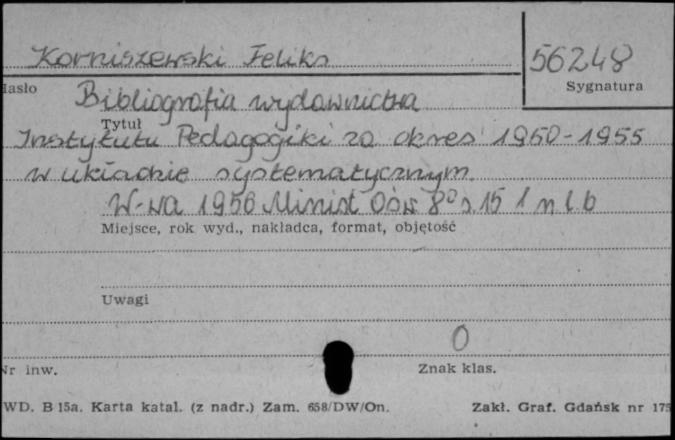 Korniszewski Feliks
56248
Hasło
Sygnatura
Bibliografia wydawnictwa
Tytuł
Instytutu Pedagogiki za okres 1950-1955
w układzie systematycznym.
W-wa 1956 Minist Ośw 8° s.15 1 nlb
Miejsce, rok wyd., nakładca, format, objętość
Uwagi
0
Nr inw.
Znak klas.
WD. B 15a. Karta katal. (z nadr.) Zam. 658/DW/On.
Zakł. Graf. Gdańsk nr 175